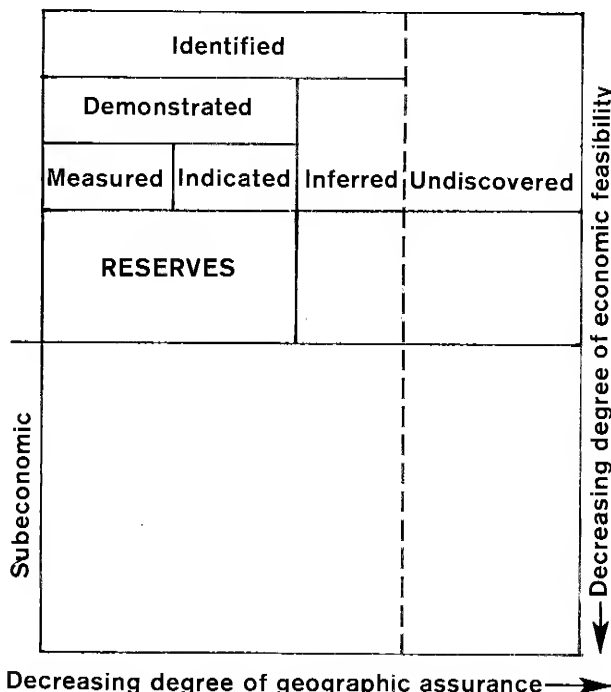 Identified
Demonstrated
Measured Indicated Inferred Undiscovered
RESERVES
Subeconomic
Decreasing degree of economic feasibility
Decreasing degree of geographic assurance